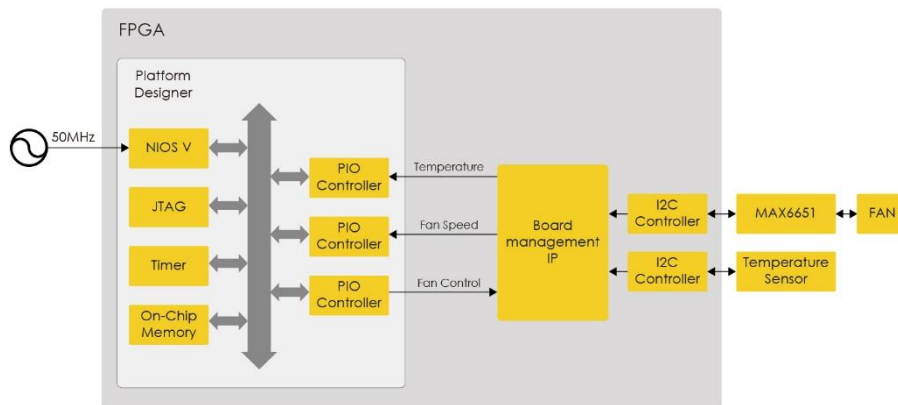 FPGA
Platform
Designer
50MHz
NIOS V
JTAG
Timer
On-Chip
Memory
PIO
Controller
Temperature
PIO
Controller
Fan Speed
PIO
Controller
Fan Control
Board
management
IP
I2C
Controller
MAX6651
FAN
I2C
Controller
Temperature
Sensor